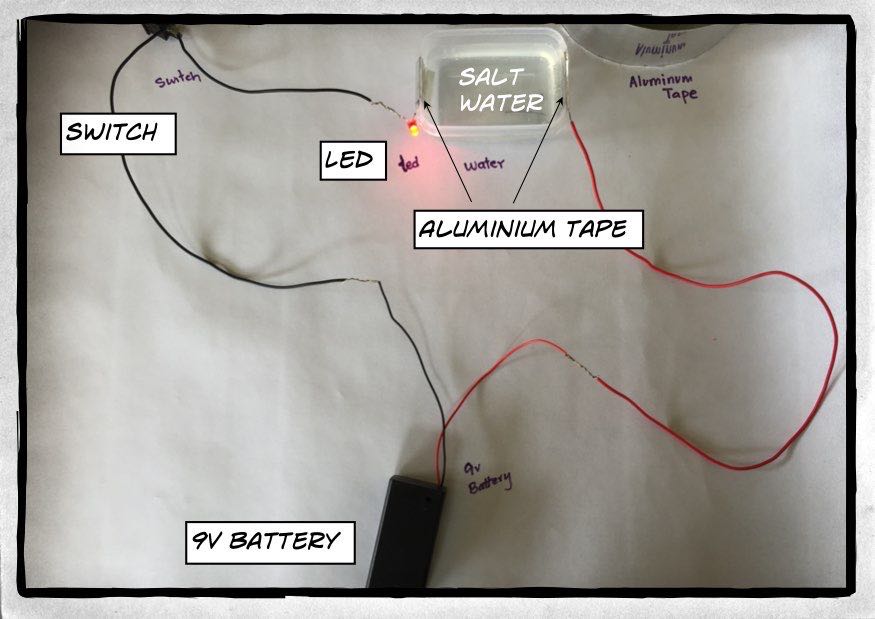 Switch
SWITCH
SALT
WATER
Aluminum
Tape
LED
led
water
ALUMINIUM TAPE
9v
Battery
9V BATTERY